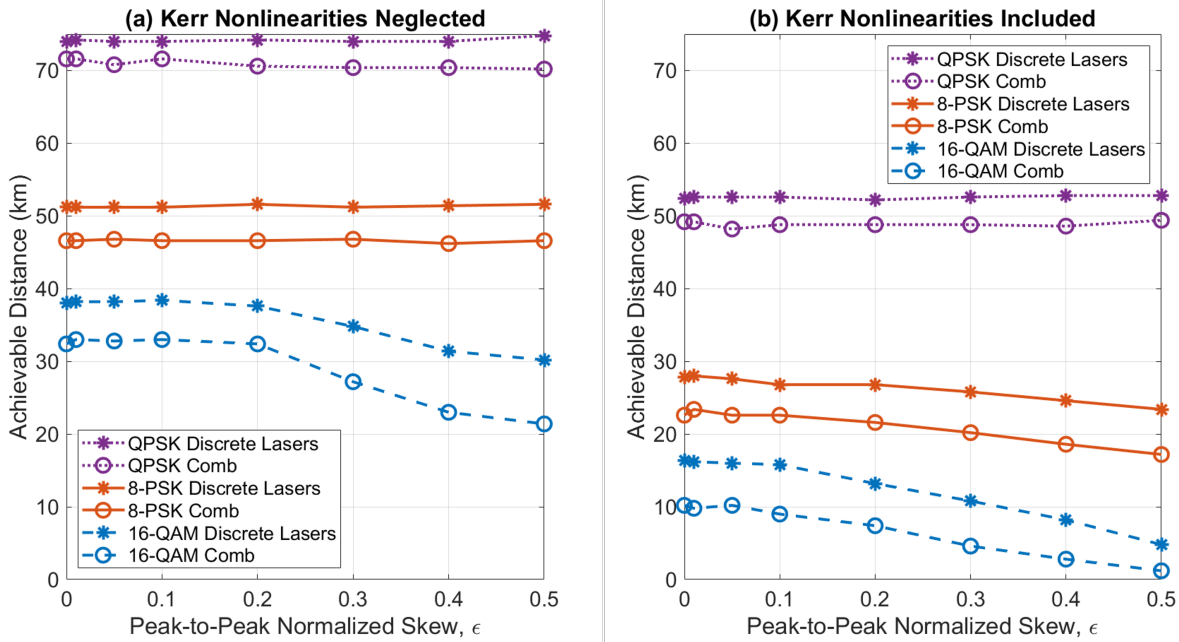 (a) Kerr Nonlinearities Neglected
Achievable Distance (km)
70
60
50
40
30
20
10
0
QPSK Discrete Lasers
QPSK Comb
8-PSK Discrete Lasers
8-PSK Comb
16-QAM Discrete Lasers
16-QAM Comb
0 0.1 0.2 0.3 0.4 0.5
Peak-to-Peak Normalized Skew, ϵ
(b) Kerr Nonlinearities Included
Achievable Distance (km)
70
60
50
40
30
20
10
0
QPSK Discrete Lasers
QPSK Comb
8-PSK Discrete Lasers
8-PSK Comb
16-QAM Discrete Lasers
16-QAM Comb
0 0.1 0.2 0.3 0.4 0.5
Peak-to-Peak Normalized Skew, ϵ